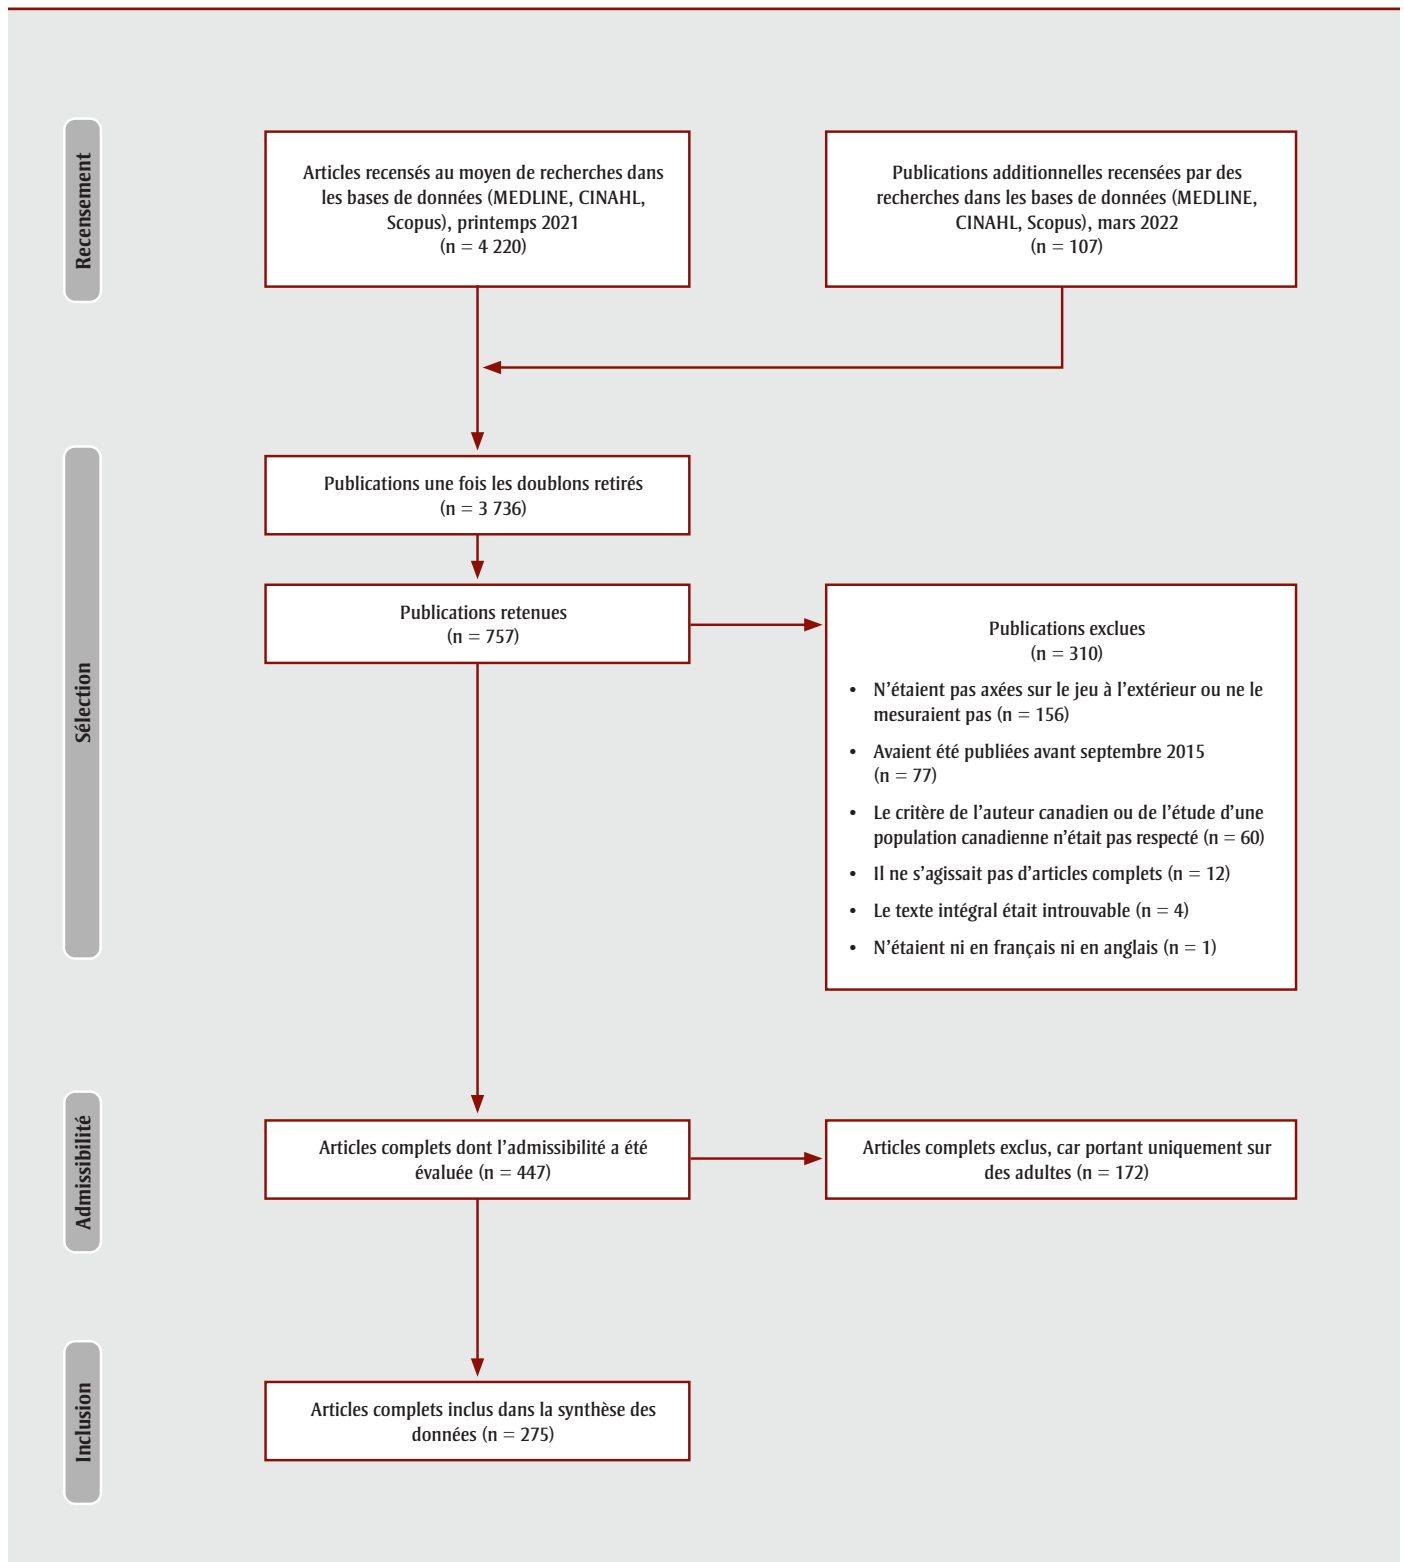 Recensement
Articles recensés au moyen de recherches dans
les bases de données (MEDLINE, CINAHL,
Scopus), printemps 2021
(n = 4 220)
Publications additionnelles recensées par des
recherches dans les bases de données (MEDLINE,
CINAHL, Scopus), mars 2022
(n = 107)
Sélection
Publications une fois les doublons retirés
(n = 3 736)
Publications retenues
(n = 757)
Publications exclues
(n = 310)
• N’étaient pas axées sur le jeu à l’extérieur ou ne le
mesuraient pas (n = 156)
• Avaient été publiées avant septembre 2015
(n = 77)
• Le critère de l’auteur canadien ou de l’étude d’une
population canadienne n’était pas respecté (n = 60)
• Il ne s’agissait pas d’articles complets (n = 12)
• Le texte intégral était introuvable (n = 4)
• N’étaient ni en français ni en anglais (n = 1)
Admissibilité
Articles complets dont l’admissibilité a été
évaluée (n = 447)
Articles complets exclus, car portant uniquement sur
des adultes (n = 172)
Inclusion
Articles complets inclus dans la synthèse des
données (n = 275)